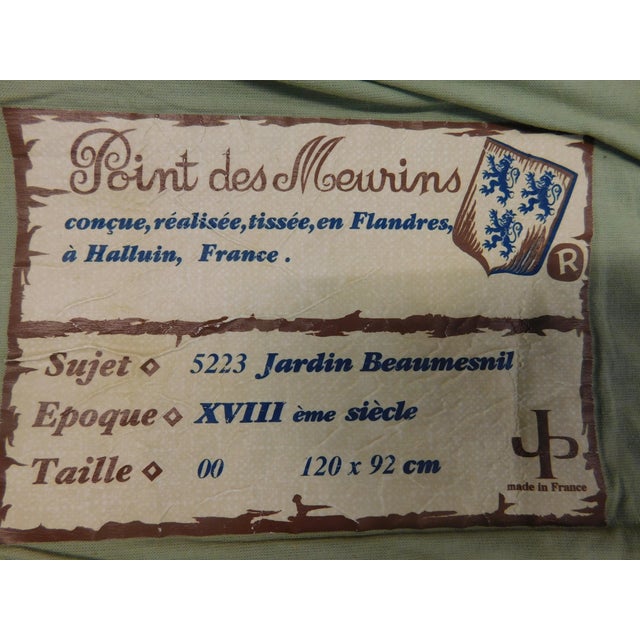 Point des Meurins
conçue, réalisée, tissée, en Flandres,
à Halluin, France.
R
Sujet 5223 Jardin Beaumesnil
Epoque XVIII ème siècle
Taille 00 120 x 92 cm
JP
made in France